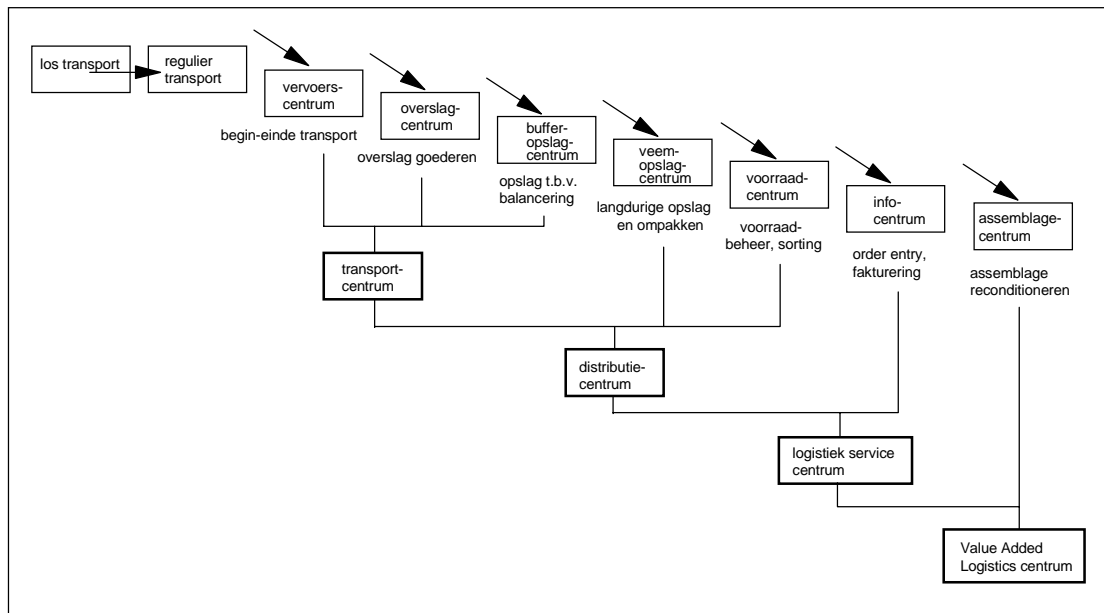 los transport
regulier
transport
vervoers-
centrum
begin-einde transport
overslag-
centrum
overslag goederen
buffer-
opslag-
centrum
opslag t.b.v.
balancering
veem-
opslag-
centrum
langdurige opslag
en ompakken
voorraad-
centrum
voorraad-
beheer, sorting
info-
centrum
order entry,
fakturering
assemblage-
centrum
assemblage
reconditioneren
transport-
centrum
distributie-
centrum
logistiek service
centrum
Value Added
Logistics centrum